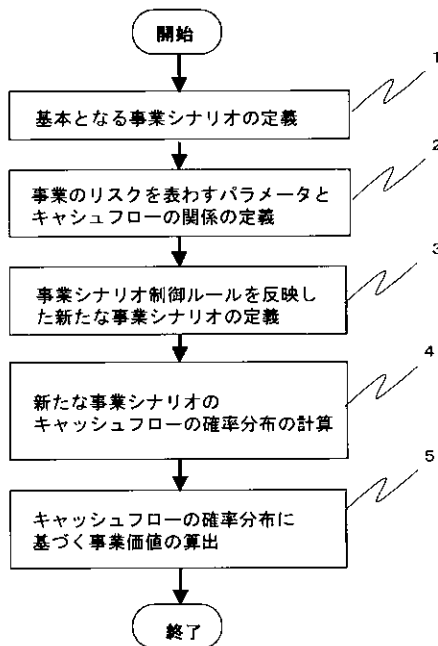 開始
1
基本となる事業シナリオの定義
2
事業のリスクを表わすパラメータと
キャシュフローの関係の定義
3
事業シナリオ制御ルールを反映し
た新たな事業シナリオの定義
4
新たな事業シナリオの
キャッシュフローの確率分布の計算
5
キャッシュフローの確率分布に
基づく事業価値の算出
終了